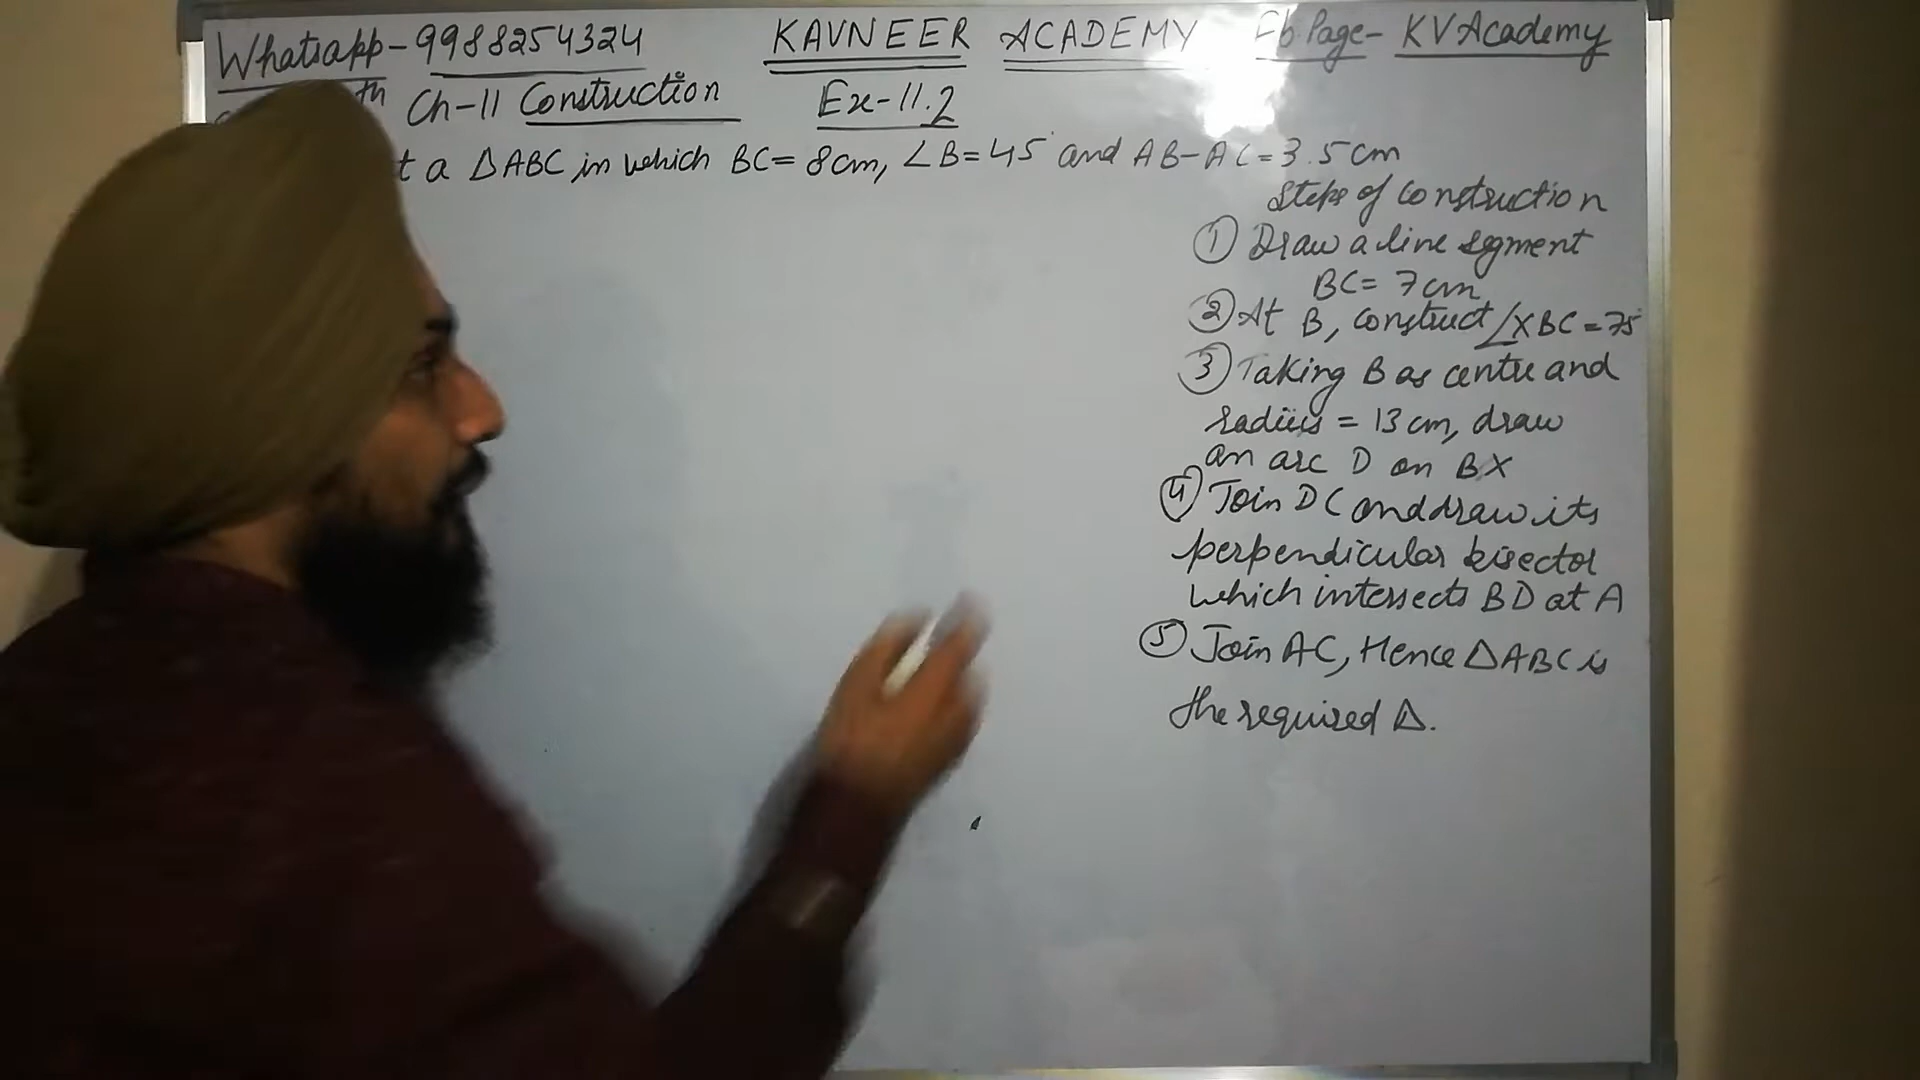 Whatsapp-9988254324 KAVNEER ACADEMY Fb Page- KV Academy
th Ch-11 Construction Ex-11.2
t a ΔABC in which BC= 8cm, ∠B=45° and AB-AC=3.5cm
Steps of construction
① Draw a line segment
BC= 7cm
② At B, construct ∠XBC=75°
③ Taking B as centre and
radius = 13cm, draw
an arc D on BX
④ Join DC and draw its
perpendicular bisector
which intersects BD at A
⑤ Join AC, Hence ΔABC is
the required Δ.